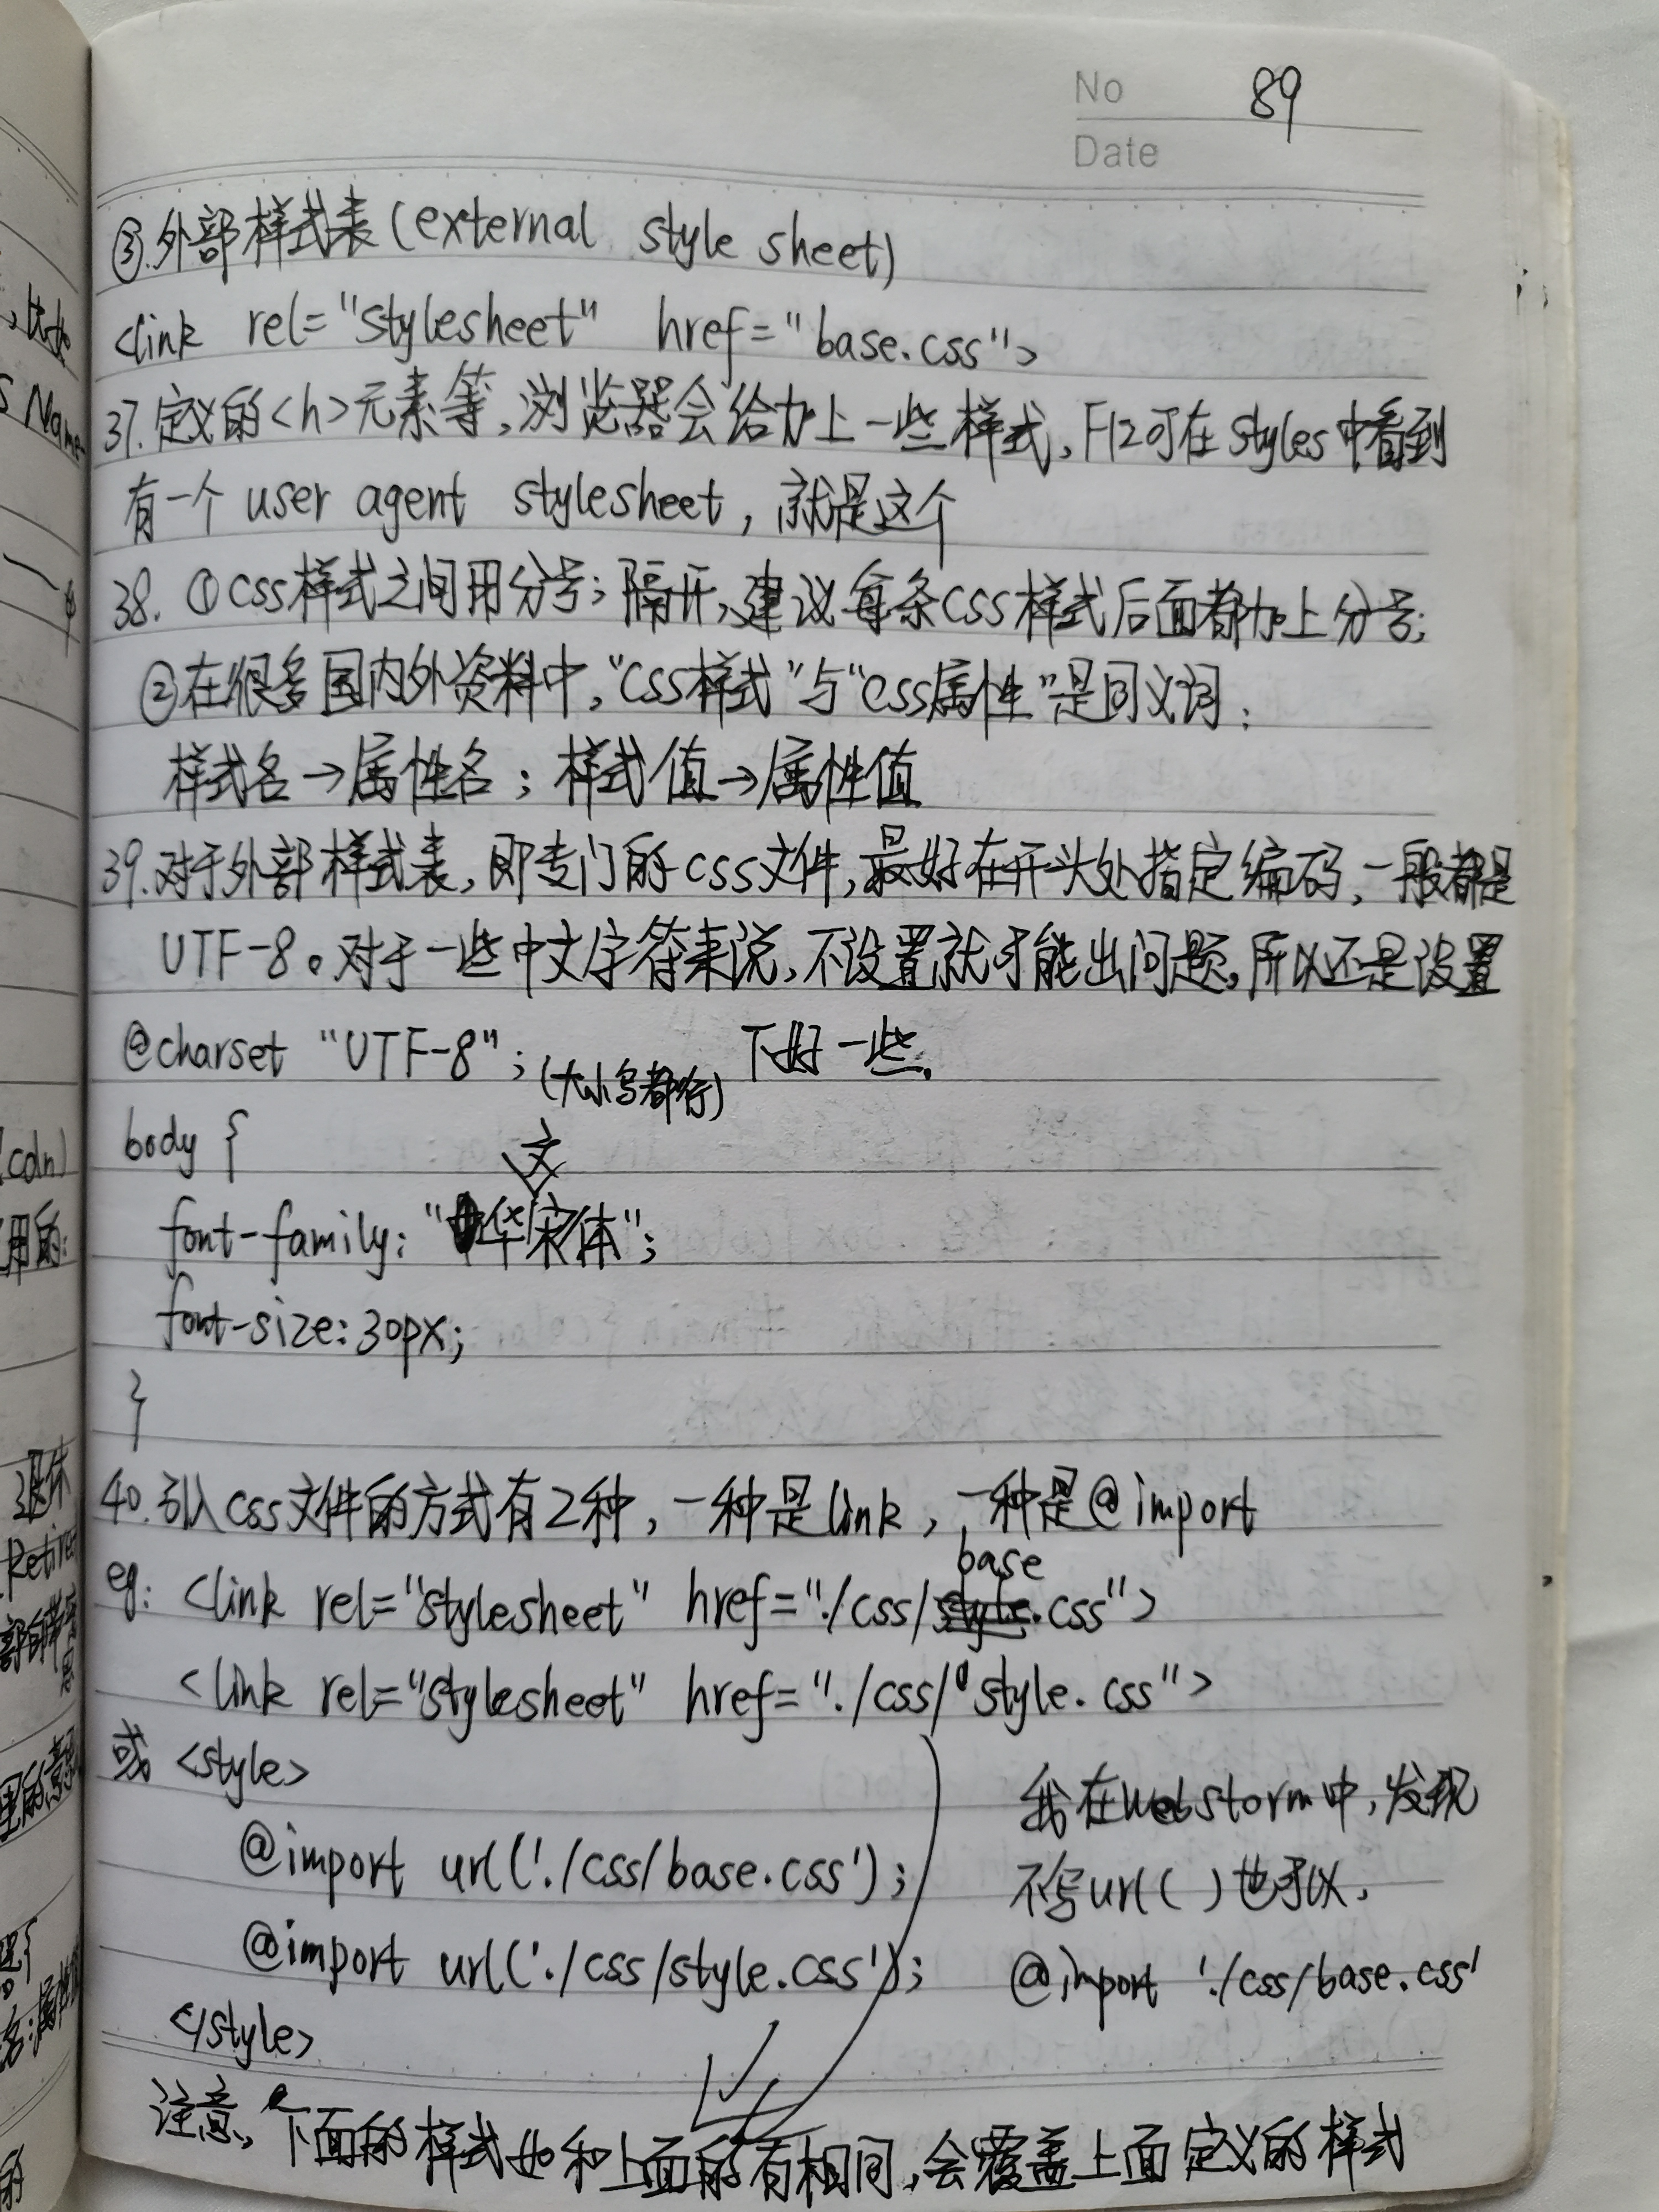 No 89
Date
③.外部样式表(external style sheet)
<link rel="stylesheet" href="base.css">
37.定义的<h>元素等,浏览器会给加上一些样式,F12可在styles中看到
有一个user agent stylesheet,就是这个
38. ①CSS样式之间用分号;隔开,建议每条CSS样式后面都加上分号;
②在很多国内外资料中,"CSS样式"与"CSS属性"是同义词;
样式名→属性名;样式值→属性值
39.对于外部样式表,即专门的CSS文件,最好在开头处指定编码,一般都是
UTF-8。对于一些中文字符来说,不设置就可能出问题,所以还是设置
@charset "UTF-8"; (大小写都行) 下好一些.
body {
font-family: "华文宋体";
font-size: 30px;
}
40.引入css文件的方式有2种,一种是link,一种是@import
eg: <link rel="stylesheet" href="./css/base.css">
<link rel="stylesheet" href="./css/style.css">
或 <style>
@import url('./css/base.css');
@import url('./css/style.css');
</style>
我在webstorm中,发现
不写url( )也可以,
@import './css/base.css'
注意,下面的样式如和上面的有相同,会覆盖上面定义的样式
比如
S Name
(cdn)
用的: